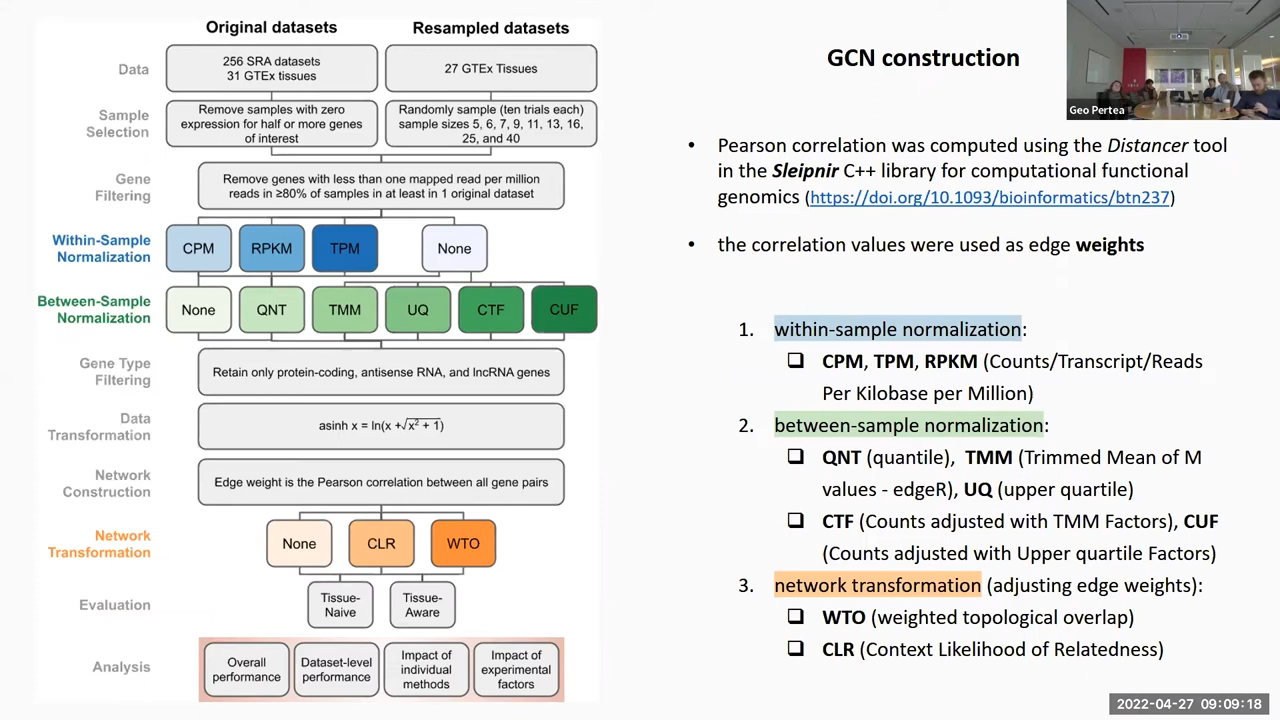 Original datasets
Resampled datasets
Data
256 SRA datasets
31 GTEx tissues
27 GTEx Tissues
Sample
Selection
Remove samples with zero
expression for half or more genes
of interest
Randomly sample (ten trials each)
sample sizes 5, 6, 7, 9, 11, 13, 16,
25, and 40
Gene
Filtering
Remove genes with less than one mapped read per million
reads in ≥80% of samples in at least in 1 original dataset
Within-Sample
Normalization
CPM
RPKM
TPM
None
Between-Sample
Normalization
None
QNT
TMM
UQ
CTF
CUF
Gene Type
Filtering
Retain only protein-coding, antisense RNA, and lncRNA genes
Data
Transformation
asinh x = ln(x +√x² + 1)
Network
Construction
Edge weight is the Pearson correlation between all gene pairs
Network
Transformation
None
CLR
WTO
Evaluation
Tissue-
Naive
Tissue-
Aware
Analysis
Overall
performance
Dataset-level
performance
Impact of
individual
methods
Impact of
experimental
factors
GCN construction
Geo Pertea
• Pearson correlation was computed using the Distancer tool
in the Sleipnir C++ library for computational functional
genomics (https://doi.org/10.1093/bioinformatics/btn237)
• the correlation values were used as edge weights
1. within-sample normalization:
❑ CPM, TPM, RPKM (Counts/Transcript/Reads
Per Kilobase per Million)
2. between-sample normalization:
❑ QNT (quantile), TMM (Trimmed Mean of M
values - edgeR), UQ (upper quartile)
❑ CTF (Counts adjusted with TMM Factors), CUF
(Counts adjusted with Upper quartile Factors)
3. network transformation (adjusting edge weights):
❑ WTO (weighted topological overlap)
❑ CLR (Context Likelihood of Relatedness)
2022-04-27 09:09:18